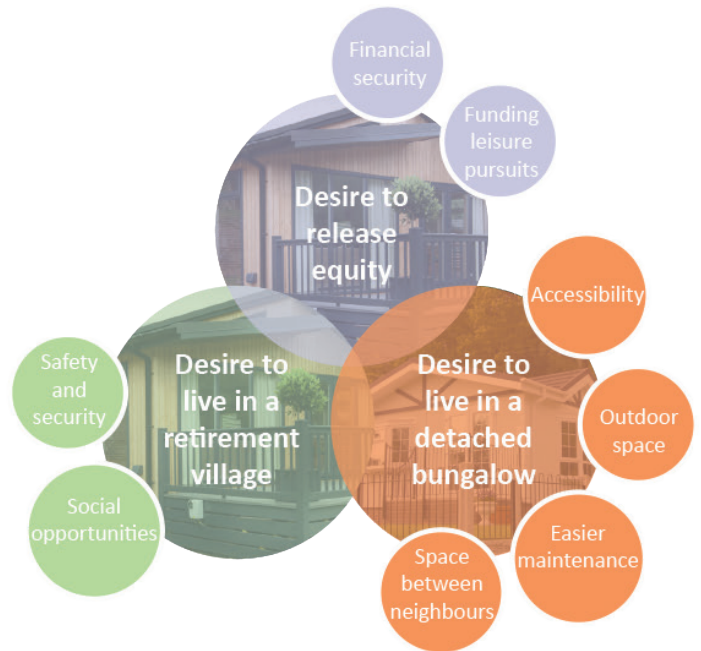 Financial
security
Funding
leisure
pursuits
Desire to
release
equity
Accessibility
Safety
and
security
Desire to
live in a
retirement
village
Desire to
live in a
detached
bungalow
Outdoor
space
Social
opportunities
Easier
maintenance
Space
between
neighbours